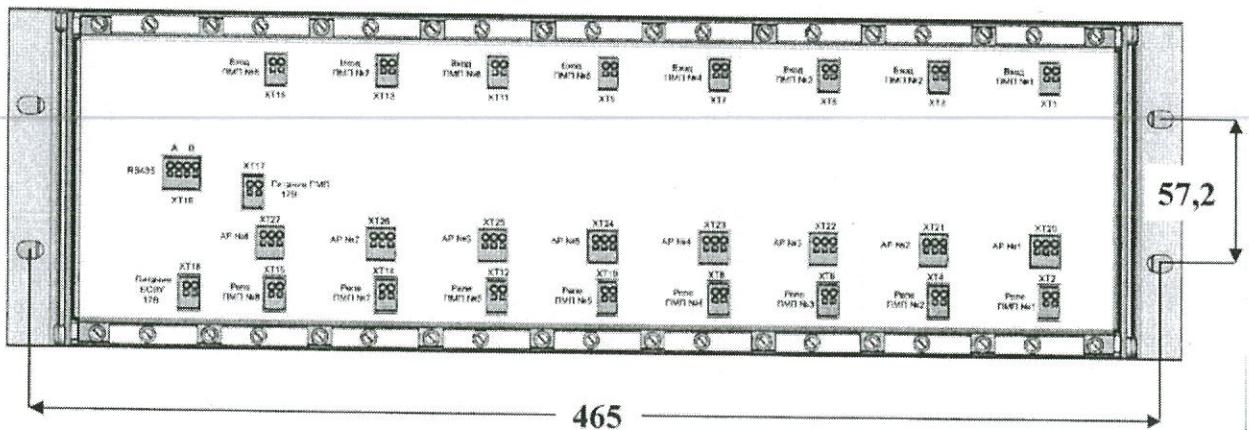 Вход Вход Вход Вход Вход Вход Вход Вход
ПМП №8 ПМП №7 ПМП №6 ПМП №5 ПМП №4 ПМП №3 ПМП №2 ПМП №1
XT13 XT11 XT9 XT7 XT5 XT3 XT1
A B
RS485
XT17
Питание ПМП
17В
57,2
XT27 XT26 XT25 XT24 XT23 XT22 XT21 XT20
АР №8 АР №7 АР №6 АР №5 АР №4 АР №3 АР №2 АР №1
XT18 XT14 XT12 XT10 XT8 XT6 XT4 XT2
Питание
17В
Реле Реле Реле Реле Реле Реле Реле Реле
ПМП №8 ПМП №7 ПМП №6 ПМП №5 ПМП №4 ПМП №3 ПМП №2 ПМП №1
465